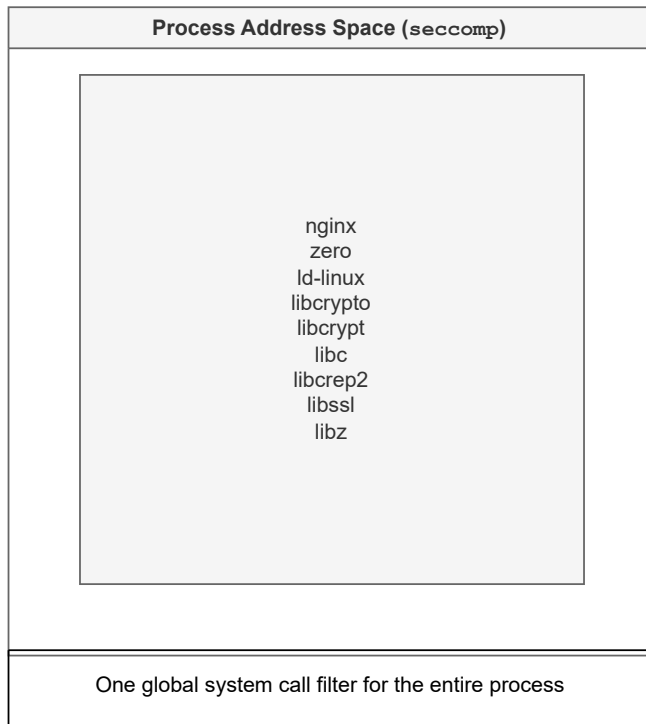 Process Address Space (seccomp)
nginx
zero
ld-linux
libcrypto
libcrypt
libc
libcrep2
libssl
libz
One global system call filter for the entire process